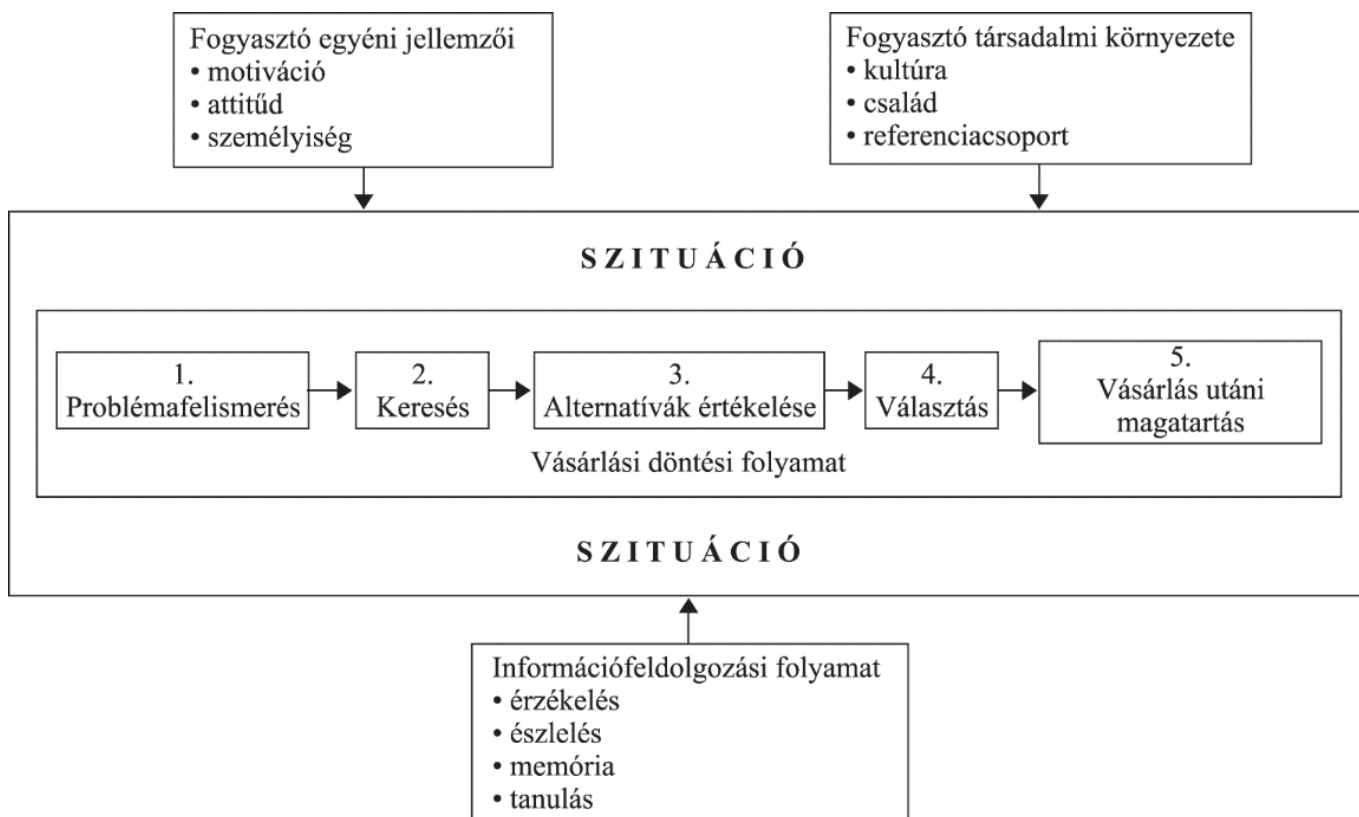 Fogyasztó egyéni jellemzői
• motiváció
• attitűd
• személyiség
Fogyasztó társadalmi környezete
• kultúra
• család
• referenciacsoport
SZITUÁCIÓ
1.
Problémafelismerés
2.
Keresés
3.
Alternatívák értékelése
4.
Választás
5.
Vásárlás utáni
magatartás
Vásárlási döntési folyamat
SZITUÁCIÓ
Információfeldolgozási folyamat
• érzékelés
• észlelés
• memória
• tanulás